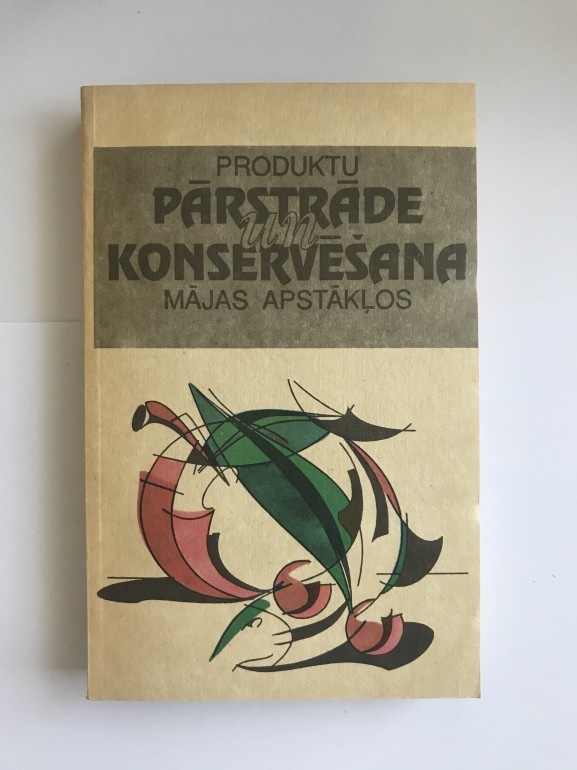 PRODUKTU
PĀRSTRĀDE
un
KONSERVĒŠANA
MĀJAS APSTĀKĻOS